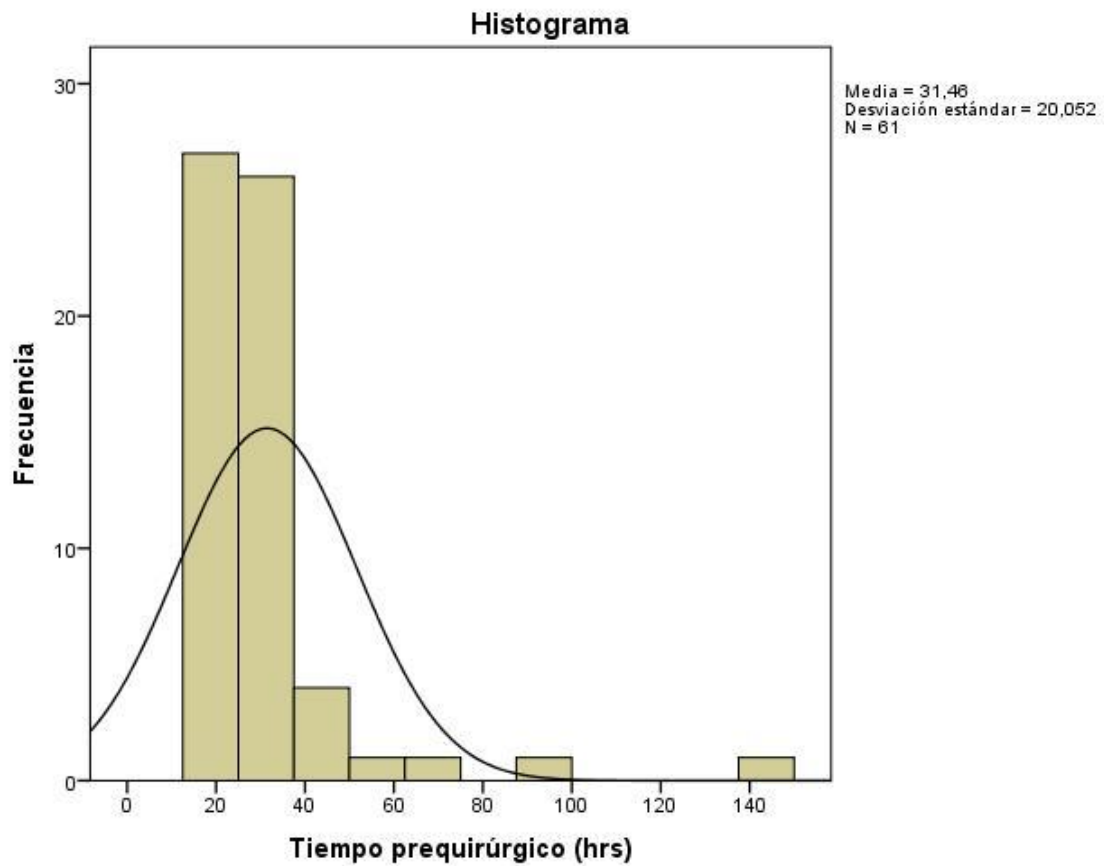 Histograma
Media = 31,46
Desviación estándar = 20,052
N = 61
30
20
10
0
Frecuencia
0 20 40 60 80 100 120 140
Tiempo prequirúrgico (hrs)